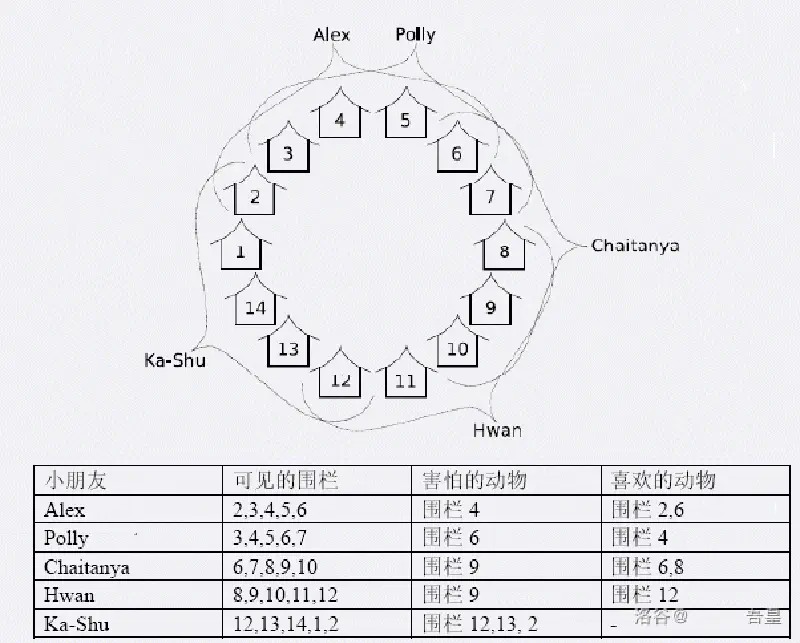 Alex Polly
4 5
3 6
2 7
1 8
Chaitanya
14 9
13 10
Ka-Shu
12 11
Hwan
小朋友 可见的围栏 害怕的动物 喜欢的动物
Alex 2,3,4,5,6 围栏 4 围栏 2,6
Polly 3,4,5,6,7 围栏 6 围栏 4
Chaitanya 6,7,8,9,10 围栏 9 围栏 6,8
Hwan 8,9,10,11,12 围栏 9 围栏 12
Ka-Shu 12,13,14,1,2 围栏 12,13, 2 -
洛谷@ 吾皇